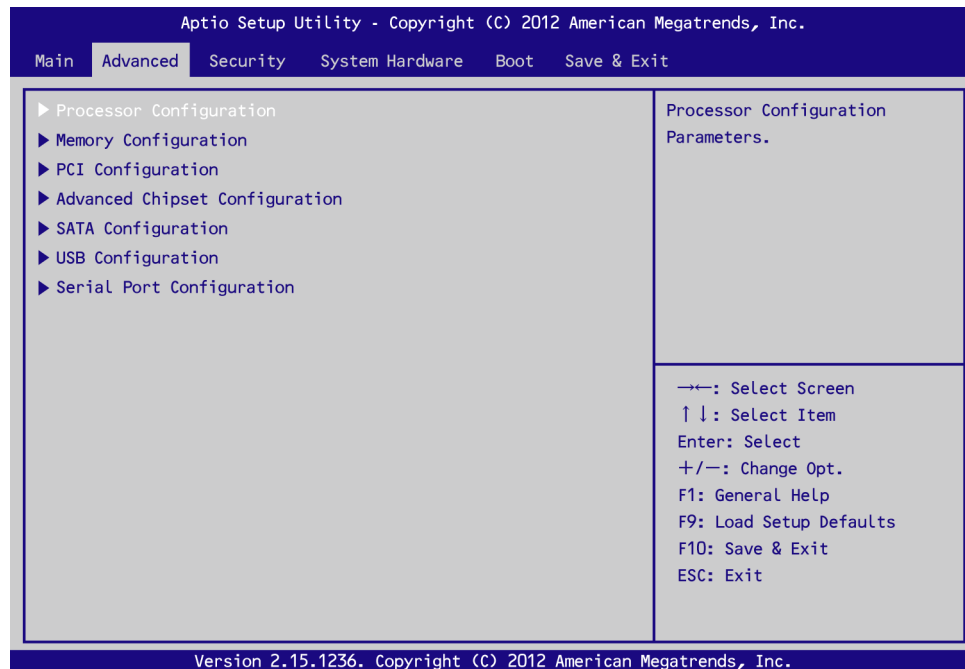 Aptio Setup Utility - Copyright (C) 2012 American Megatrends, Inc.
Main Advanced Security System Hardware Boot Save & Exit
▶ Processor Configuration
▶ Memory Configuration
▶ PCI Configuration
▶ Advanced Chipset Configuration
▶ SATA Configuration
▶ USB Configuration
▶ Serial Port Configuration
Processor Configuration
Parameters.
→←: Select Screen
↑↓: Select Item
Enter: Select
+/−: Change Opt.
F1: General Help
F9: Load Setup Defaults
F10: Save & Exit
ESC: Exit
Version 2.15.1236. Copyright (C) 2012 American Megatrends, Inc.